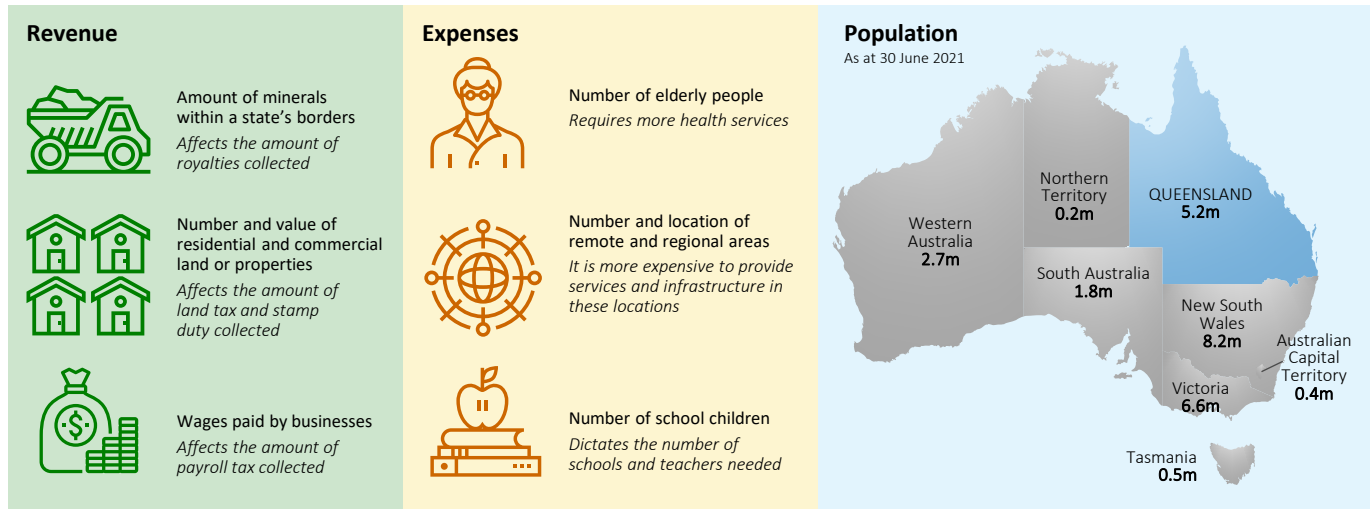 Revenue
Amount of minerals
within a state's borders
Affects the amount of
royalties collected
Number and value of
residential and commercial
land or properties
Affects the amount of
land tax and stamp
duty collected
$
Wages paid by businesses
Affects the amount of
payroll tax collected
Expenses
Number of elderly people
Requires more health services
Number and location of
remote and regional areas
It is more expensive to provide
services and infrastructure in
these locations
Number of school children
Dictates the number of
schools and teachers needed
Population
As at 30 June 2021
Western
Australia
2.7m
Northern
Territory
0.2m
QUEENSLAND
5.2m
South Australia
1.8m
New South
Wales
8.2m
Australian
Capital
Territory
0.4m
Victoria
6.6m
Tasmania
0.5m